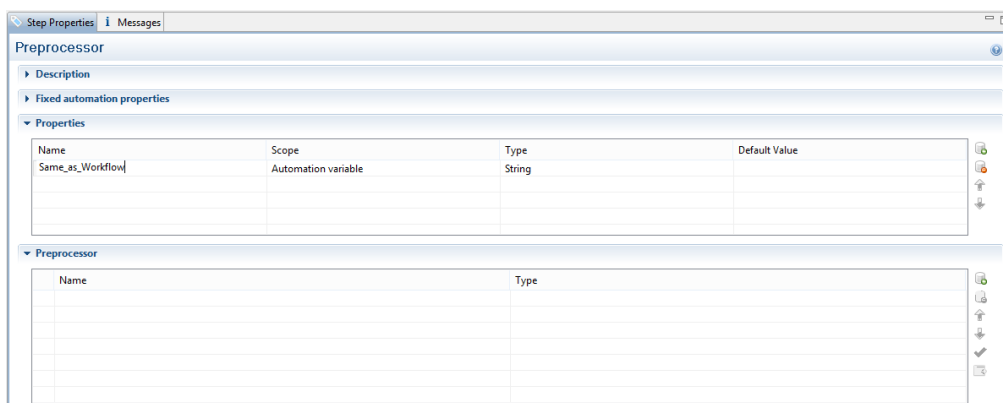 Step Properties i Messages
Preprocessor
Description
Fixed automation properties
Properties
Name Scope Type Default Value
Same_as_Workflow Automation variable String
Preprocessor
Name Type